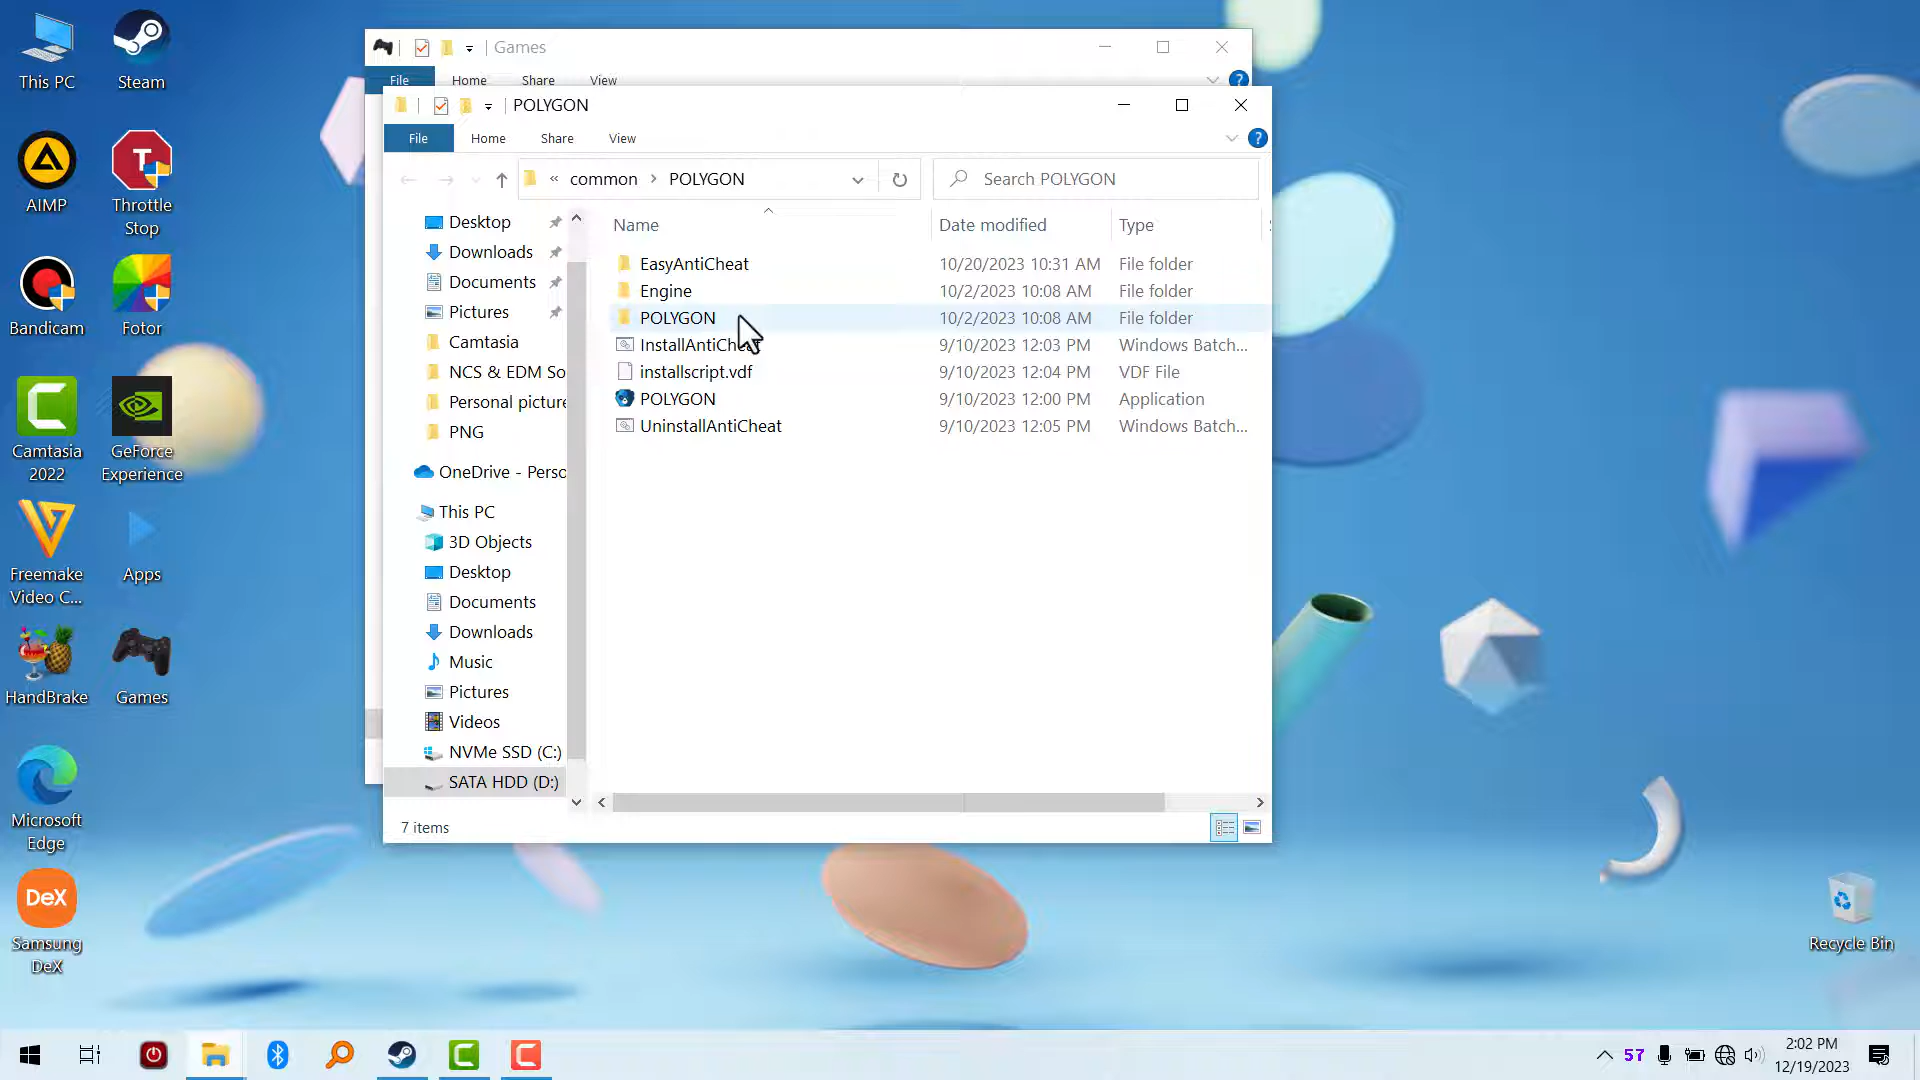 This PC
Steam
AIMP
Throttle
Stop
Bandicam
Fotor
Camtasia
2022
GeForce
Experience
Freemake
Video C...
Apps
HandBrake
Games
Microsoft
Edge
DeX
Samsung
DeX
Recycle Bin
Games
File Home Share View
POLYGON
File Home Share View
« common > POLYGON
Search POLYGON
Name Date modified Type
EasyAntiCheat 10/20/2023 10:31 AM File folder
Engine 10/2/2023 10:08 AM File folder
POLYGON 10/2/2023 10:08 AM File folder
InstallAntiCheat 9/10/2023 12:03 PM Windows Batch...
installscript.vdf 9/10/2023 12:04 PM VDF File
POLYGON 9/10/2023 12:00 PM Application
UninstallAntiCheat 9/10/2023 12:05 PM Windows Batch...
Desktop
Downloads
Documents
Pictures
Camtasia
NCS & EDM So
Personal picture
PNG
OneDrive - Perso
This PC
3D Objects
Desktop
Documents
Downloads
Music
Pictures
Videos
NVMe SSD (C:)
SATA HDD (D:)
7 items
57
2:02 PM
12/19/2023